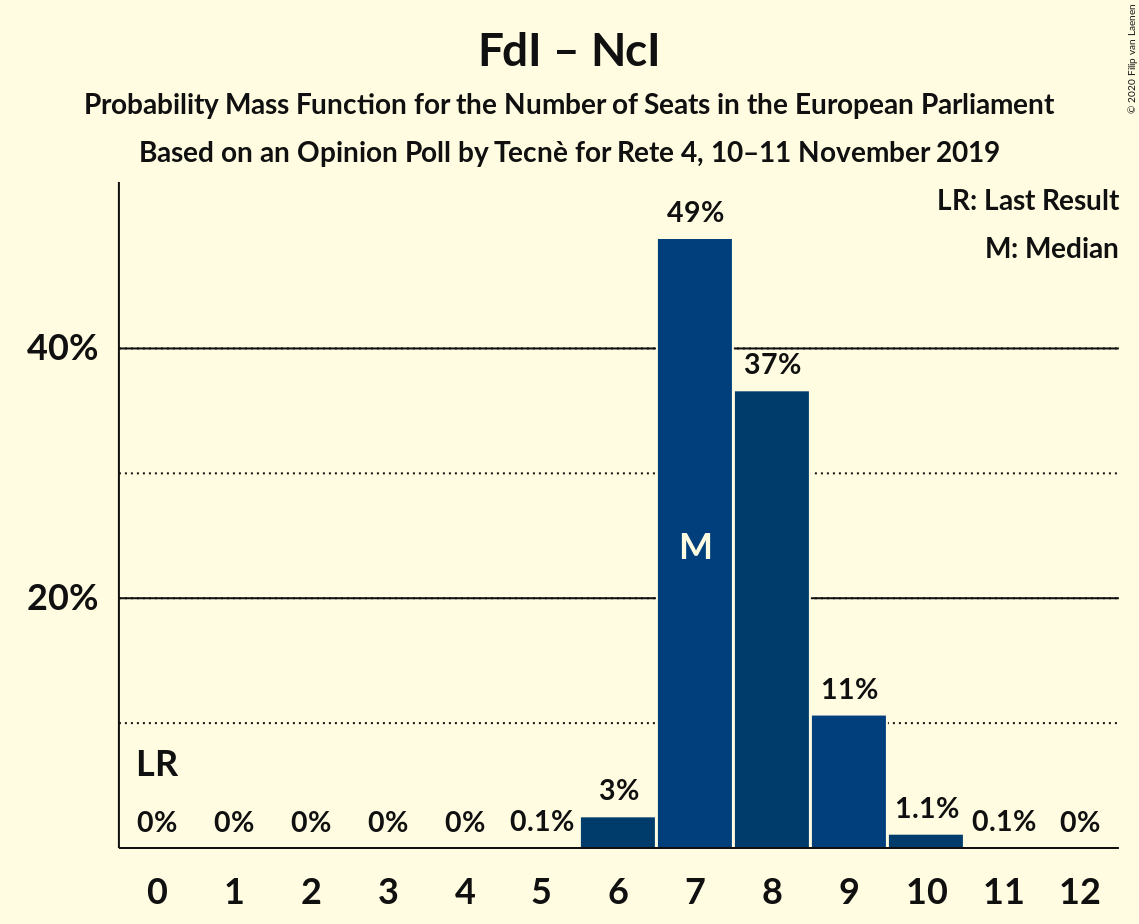 FdI – NcI
Probability Mass Function for the Number of Seats in the European Parliament
Based on an Opinion Poll by Tecnè for Rete 4, 10–11 November 2019
© 2020 Filip van Laenen
LR: Last Result
M: Median
49%
40%
37%
M
20%
11%
LR
3%
1.1%
0% 0% 0% 0% 0% 0.1% 0.1% 0%
0 1 2 3 4 5 6 7 8 9 10 11 12